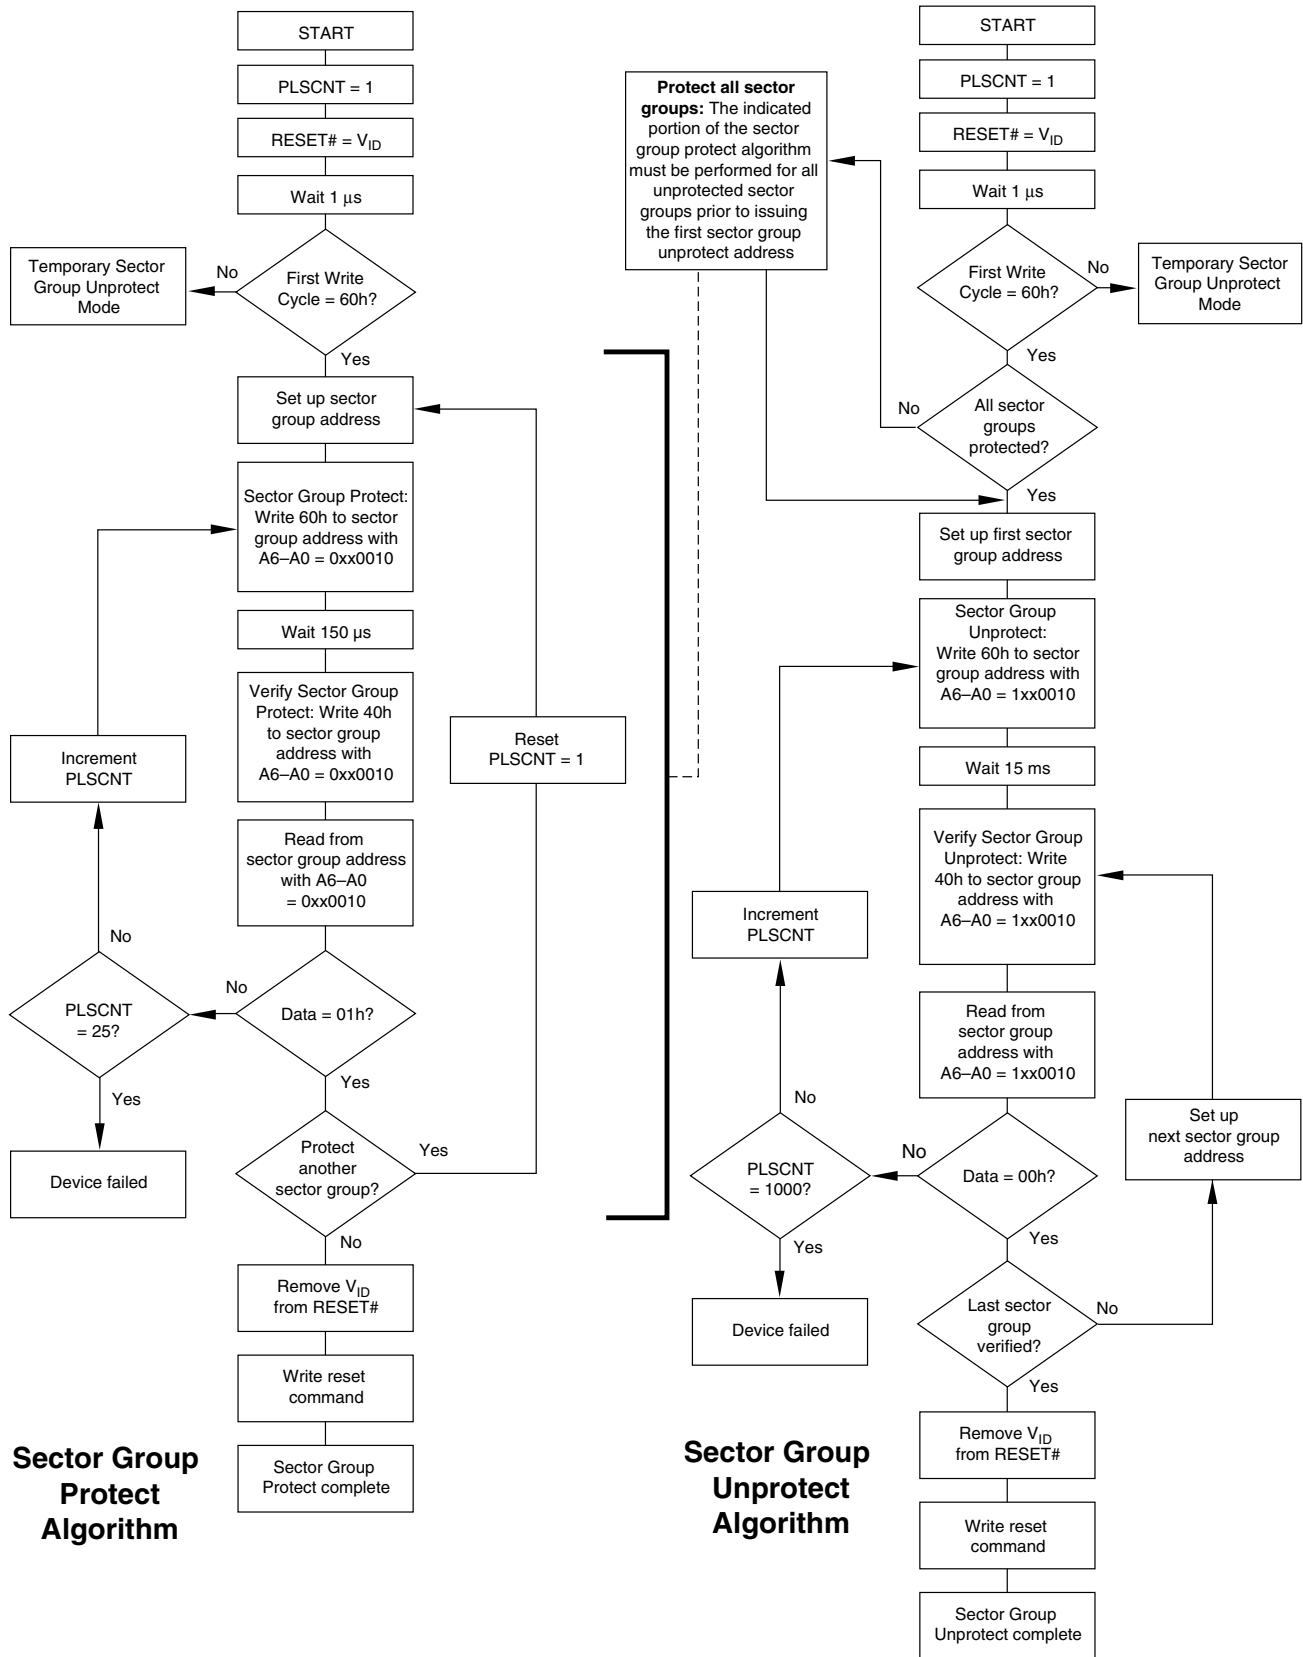 START
PLSCNT = 1
RESET# = VID
Wait 1 μs
First Write
Cycle = 60h?
No
Temporary Sector
Group Unprotect
Mode
Yes
Set up sector
group address
Sector Group Protect:
Write 60h to sector
group address with
A6–A0 = 0xx0010
Wait 150 µs
Verify Sector Group
Protect: Write 40h
to sector group
address with
A6–A0 = 0xx0010
Increment
PLSCNT
Reset
PLSCNT = 1
Read from
sector group address
with A6–A0
= 0xx0010
No
PLSCNT
= 25?
No
Data = 01h?
Yes
Yes
Device failed
Protect
another
sector group?
Yes
No
Remove VID
from RESET#
Write reset
command
Sector Group
Protect complete
Sector Group
Protect
Algorithm
Protect all sector
groups: The indicated
portion of the sector
group protect algorithm
must be performed for all
unprotected sector
groups prior to issuing
the first sector group
unprotect address
START
PLSCNT = 1
RESET# = VID
Wait 1 μs
First Write
Cycle = 60h?
No
Temporary Sector
Group Unprotect
Mode
Yes
No
All sector
groups
protected?
Yes
Set up first sector
group address
Sector Group
Unprotect:
Write 60h to sector
group address with
A6–A0 = 1xx0010
Wait 15 ms
Verify Sector Group
Unprotect: Write
40h to sector group
address with
A6–A0 = 1xx0010
Increment
PLSCNT
Read from
sector group
address with
A6–A0 = 1xx0010
No
Set up
next sector group
address
PLSCNT
= 1000?
No
Data = 00h?
Yes
Yes
Device failed
Last sector
group
verified?
No
Yes
Remove VID
from RESET#
Write reset
command
Sector Group
Unprotect complete
Sector Group
Unprotect
Algorithm